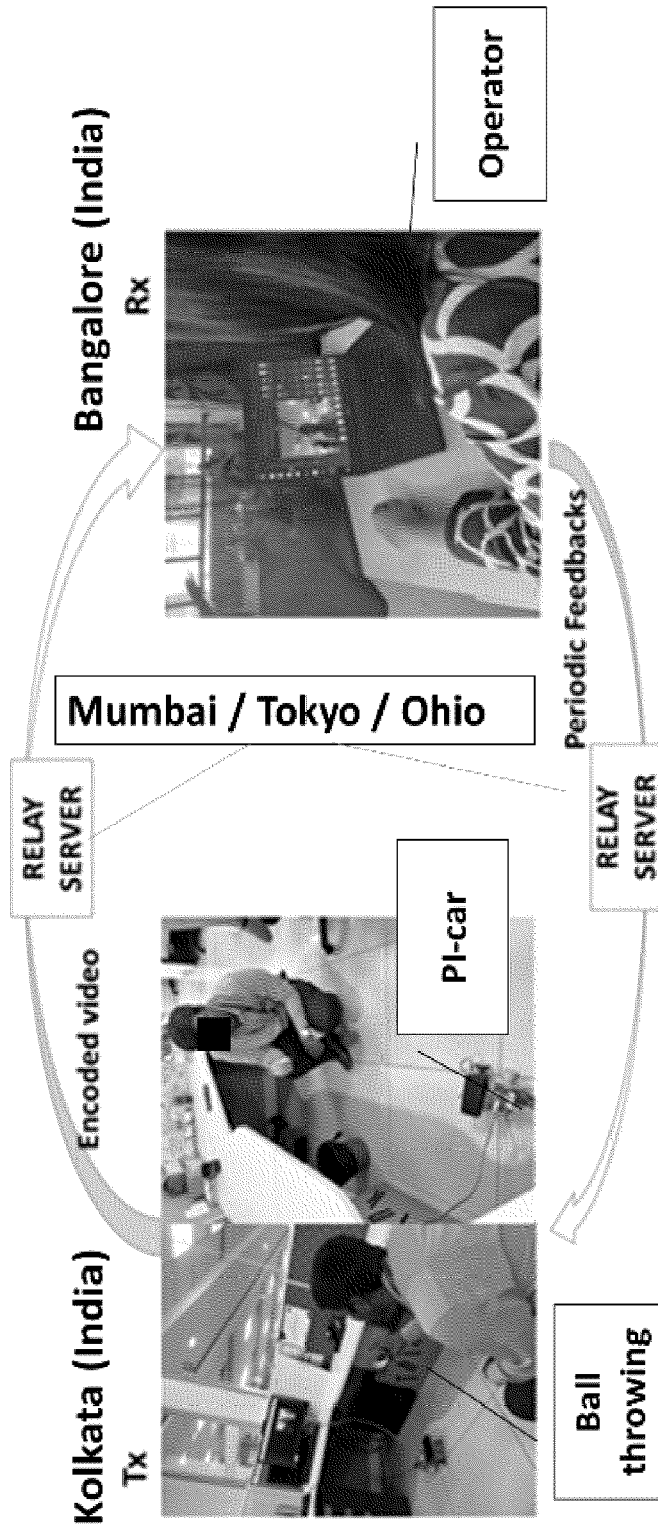 Kolkata (India)
Tx
Bangalore (India)
Rx
Encoded video
RELAY
SERVER
Mumbai / Tokyo / Ohio
PI-car
Ball
throwing
Operator
Periodic Feedbacks
RELAY
SERVER